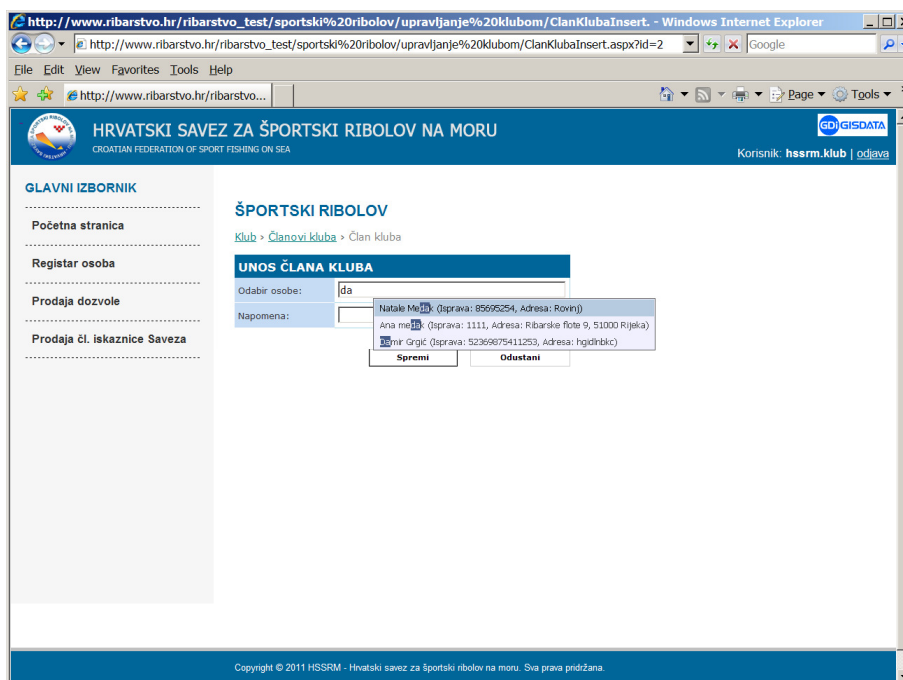 http://www.ribarstvo.hr/ribarstvo_test/sportski%20ribolov/upravljanje%20klubom/ClanKlubaInsert. - Windows Internet Explorer
http://www.ribarstvo.hr/ribarstvo_test/sportski%20ribolov/upravljanje%20klubom/ClanKlubaInsert.aspx?id=2
Google
File Edit View Favorites Tools Help
http://www.ribarstvo.hr/ribarstvo...
Page Tools
HRVATSKI SAVEZ ZA ŠPORTSKI RIBOLOV NA MORU
CROATIAN FEDERATION OF SPORT FISHING ON SEA
GDi GISDATA
Korisnik: hssrm.klub | odjava
GLAVNI IZBORNIK
Početna stranica
Registar osoba
Prodaja dozvole
Prodaja čl. iskaznice Saveza
ŠPORTSKI RIBOLOV
Klub › Članovi kluba › Član kluba
UNOS ČLANA KLUBA
Odabir osobe: da
Napomena:
Natale Medak (Isprava: 85695254, Adresa: Rovinj)
Ana medak (Isprava: 1111, Adresa: Ribarske flote 9, 51000 Rijeka)
Damir Grgić (Isprava: 52369875411253, Adresa: hgidlnbkc)
Spremi Odustani
Copyright © 2011 HSSRM - Hrvatski savez za športski ribolov na moru. Sva prava pridržana.